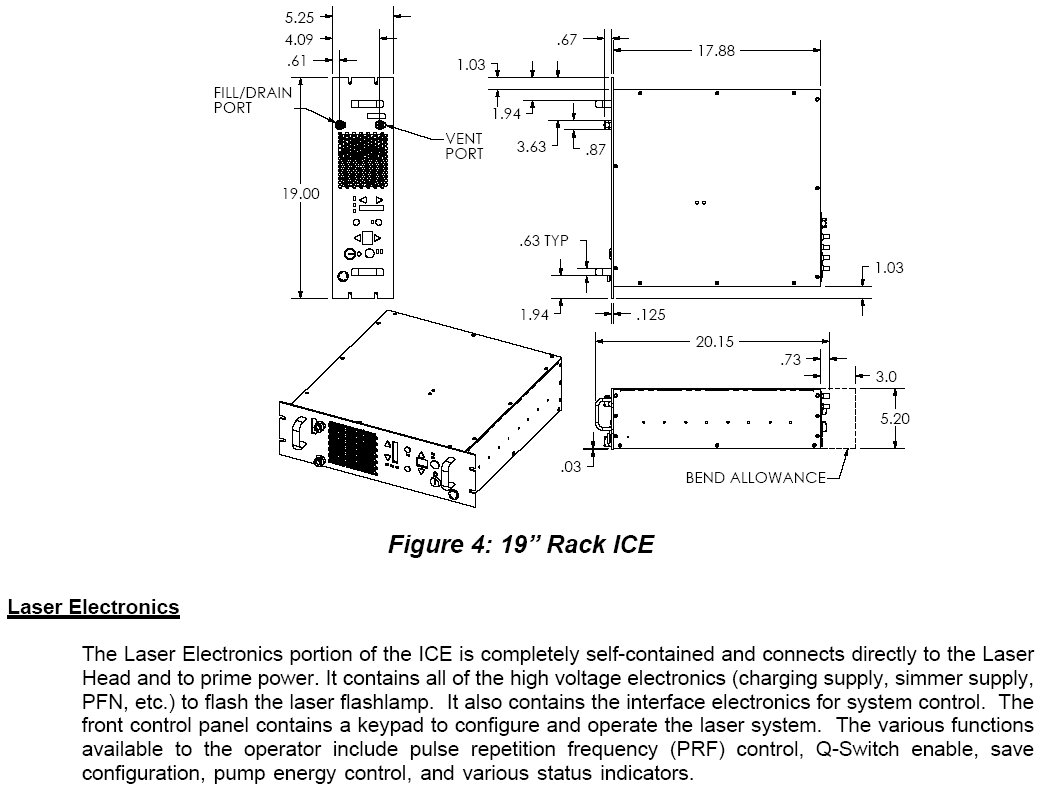 5.25
4.09
.61
FILL/DRAIN
PORT
VENT
PORT
19.00
.67
17.88
1.03
1.94
3.63
.87
.63 TYP
1.03
1.94
.125
20.15
.73
3.0
5.20
.03
BEND ALLOWANCE
Figure 4: 19” Rack ICE
Laser Electronics
The Laser Electronics portion of the ICE is completely self-contained and connects directly to the Laser
Head and to prime power. It contains all of the high voltage electronics (charging supply, simmer supply,
PFN, etc.) to flash the laser flashlamp. It also contains the interface electronics for system control. The
front control panel contains a keypad to configure and operate the laser system. The various functions
available to the operator include pulse repetition frequency (PRF) control, Q-Switch enable, save
configuration, pump energy control, and various status indicators.